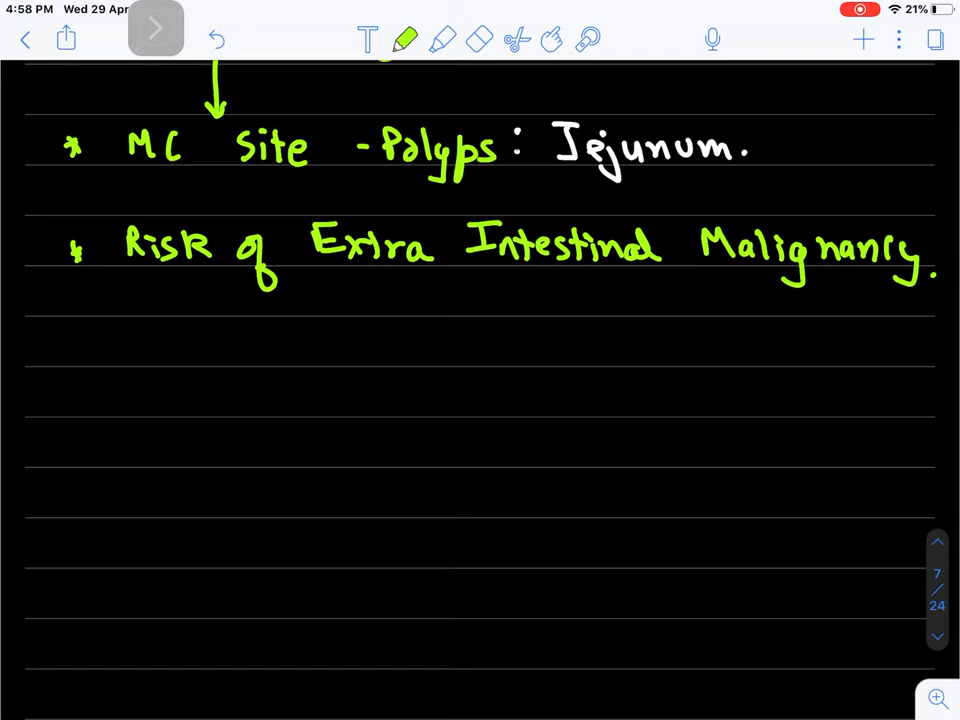 4:58 PM Wed 29 Apr 21%
* MC Site - Polyps : Jejunum.
* Risk of Extra Intestinal Malignancy.
7
/
24